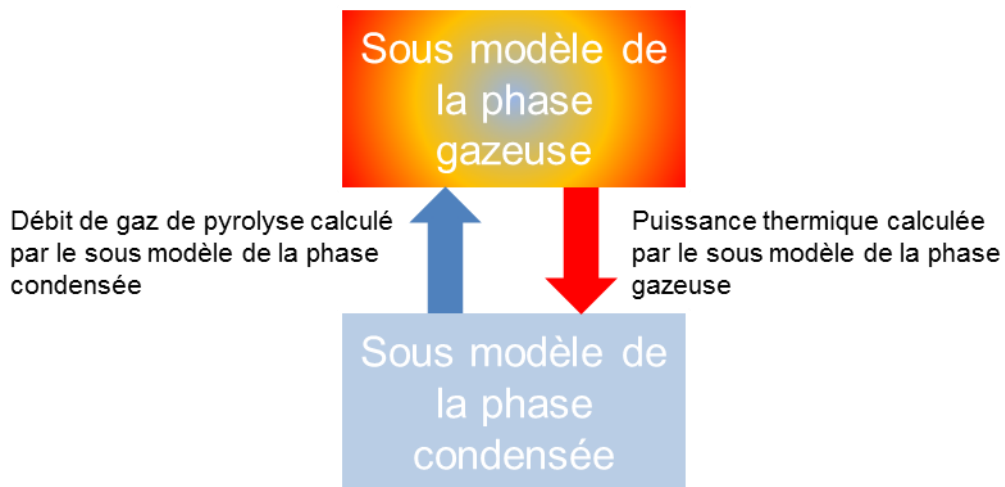 Sous modèle de
la phase
gazeuse
Débit de gaz de pyrolyse calculé
par le sous modèle de la phase
condensée
Puissance thermique calculée
par le sous modèle de la phase
gazeuse
Sous modèle de
la phase
condensée